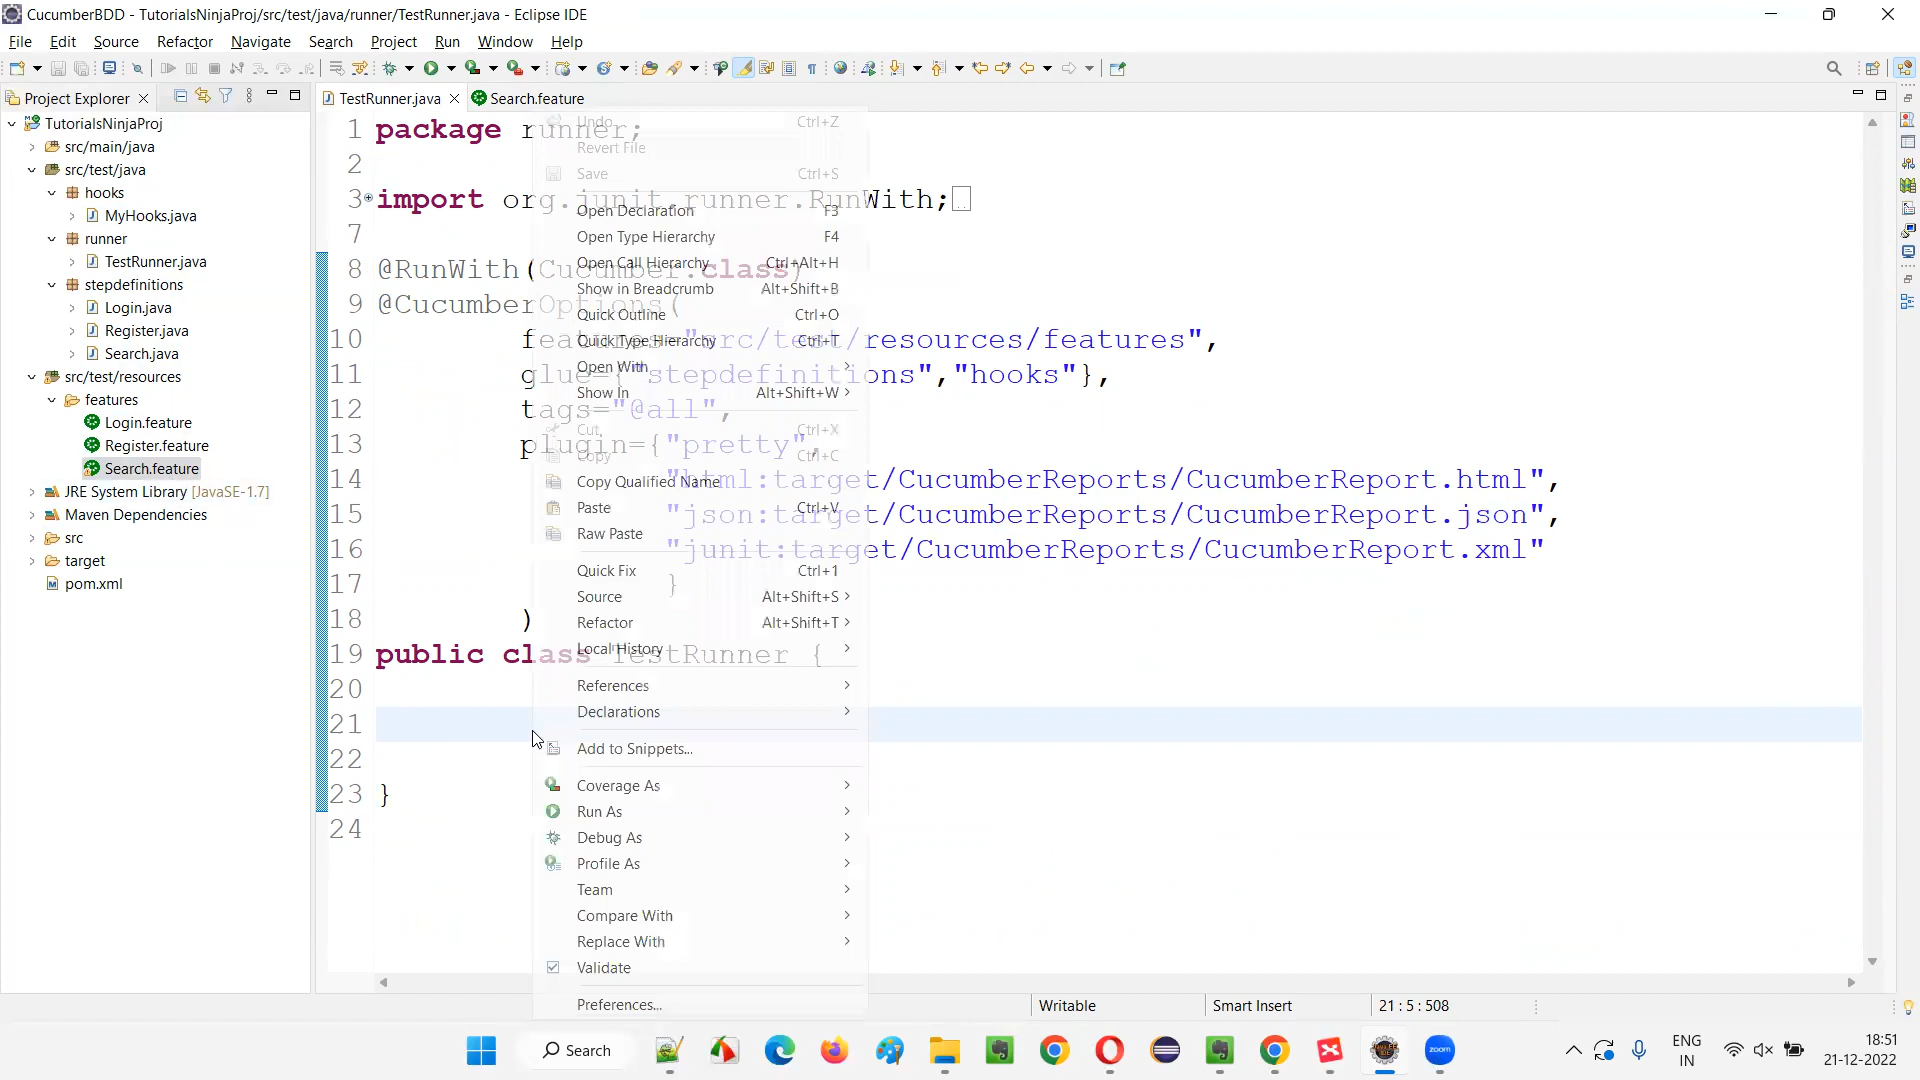 CucumberBDD - TutorialsNinjaProj/src/test/java/runner/TestRunner.java - Eclipse IDE
File Edit Source Refactor Navigate Search Project Run Window Help
Project Explorer
TutorialsNinjaProj
src/main/java
src/test/java
hooks
MyHooks.java
runner
TestRunner.java
stepdefinitions
Login.java
Register.java
Search.java
src/test/resources
features
Login.feature
Register.feature
Search.feature
JRE System Library [JavaSE-1.7]
Maven Dependencies
src
target
pom.xml
TestRunner.java Search.feature
1 package runner;
2
3 import org.junit.runner.RunWith;
7
8 @RunWith(Cucumber.class)
9 @CucumberOptions(
10 features="src/test/resources/features",
11 glue={"stepdefinitions","hooks"},
12 tags="@all",
13 plugin={"pretty",
14 "html:target/CucumberReports/CucumberReport.html",
15 "json:target/CucumberReports/CucumberReport.json",
16 "junit:target/CucumberReports/CucumberReport.xml"
17 }
18 )
19 public class TestRunner {
20
21
22
23 }
24
Undo Ctrl+Z
Revert File
Save Ctrl+S
Open Declaration F3
Open Type Hierarchy F4
Open Call Hierarchy Ctrl+Alt+H
Show in Breadcrumb Alt+Shift+B
Quick Outline Ctrl+O
Quick Type Hierarchy Ctrl+T
Open With
Show In Alt+Shift+W
Cut Ctrl+X
Copy Ctrl+C
Copy Qualified Name
Paste Ctrl+V
Raw Paste
Quick Fix Ctrl+1
Source Alt+Shift+S
Refactor Alt+Shift+T
Local History
References
Declarations
Add to Snippets...
Coverage As
Run As
Debug As
Profile As
Team
Compare With
Replace With
Validate
Preferences...
Writable Smart Insert 21 : 5 : 508
Search
zoom
ENG
IN
18:51
21-12-2022